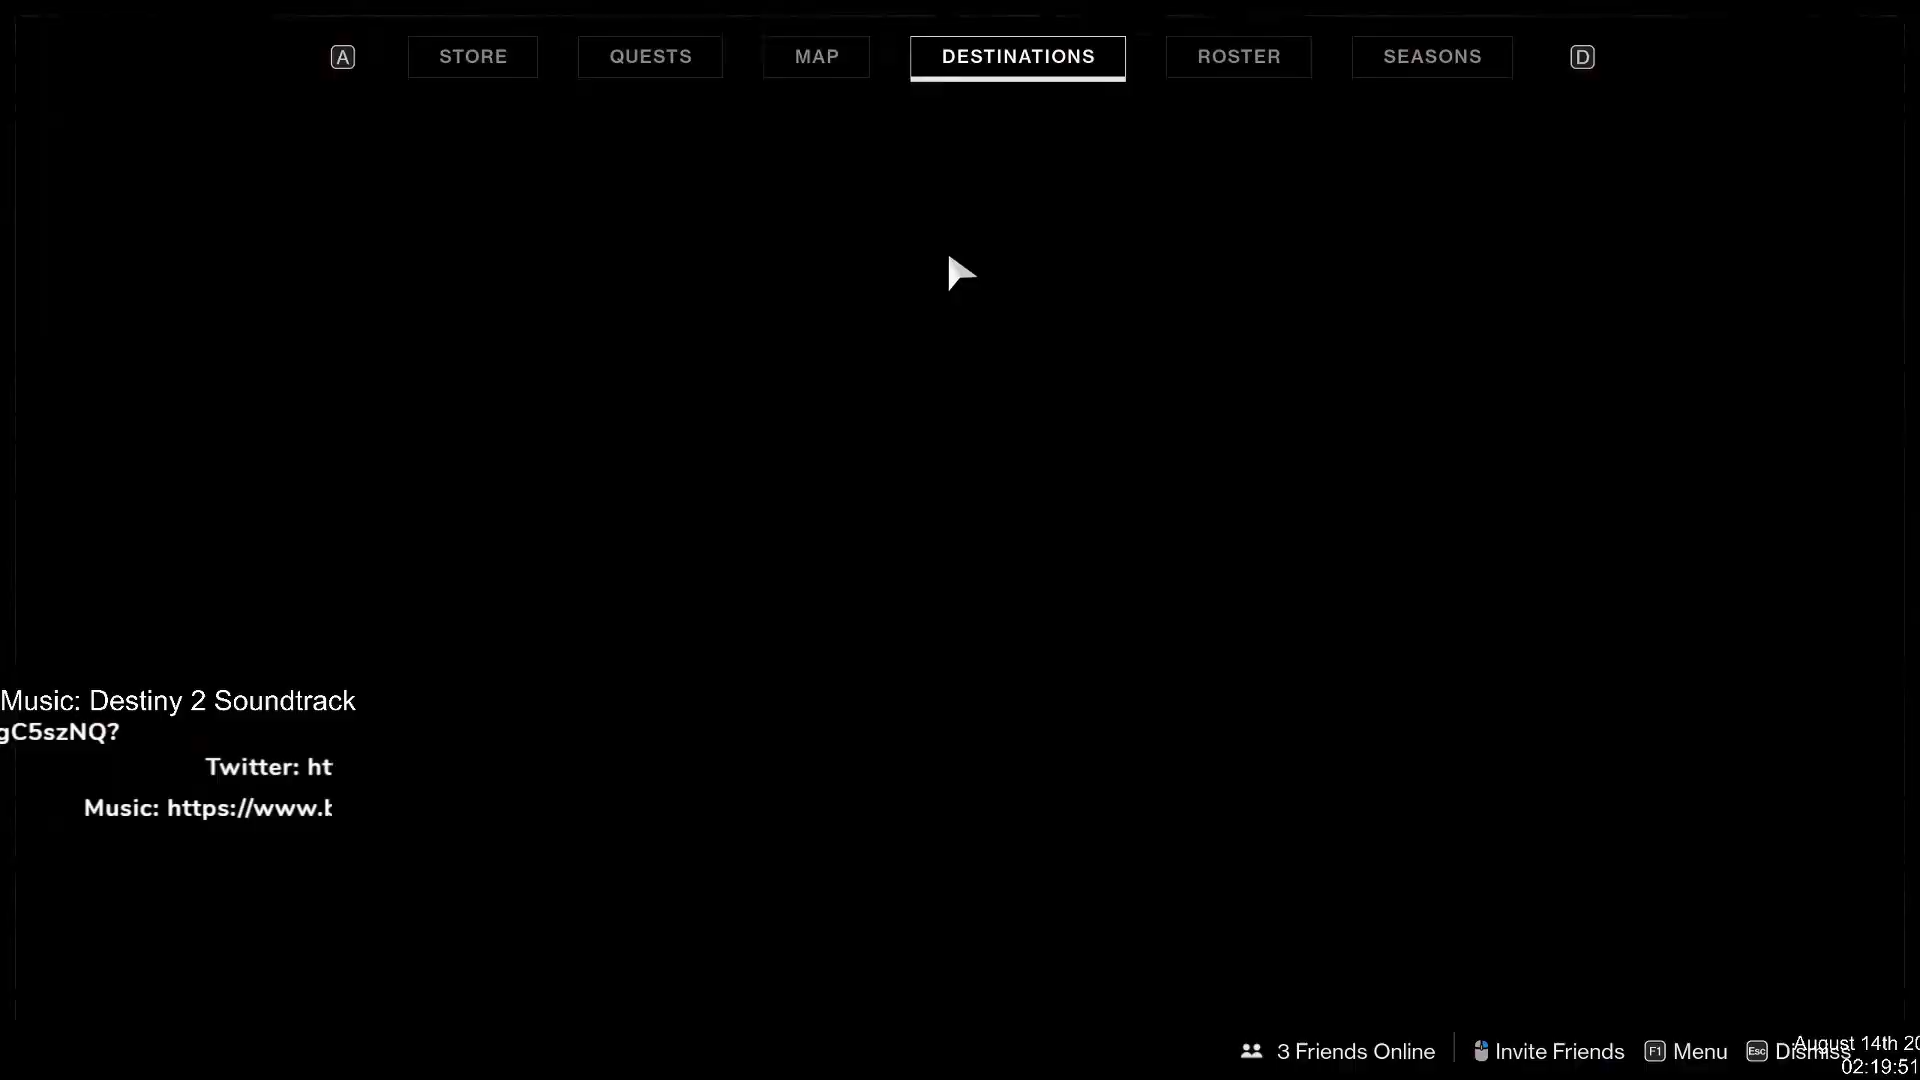 A STORE QUESTS MAP DESTINATIONS ROSTER SEASONS D
Music: Destiny 2 Soundtrack
gC5szNQ?
Twitter: ht
Music: https://www.b
3 Friends Online Invite Friends F1 Menu Esc Dismiss
August 14th 20
02:19:51